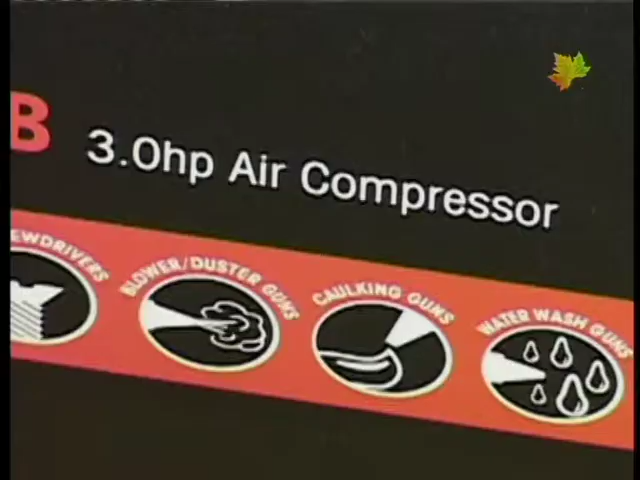 B 3.0hp Air Compressor
EWDRIVERS
BLOWER/DUSTER GUNS
CAULKING GUNS
WATER WASH GUNS